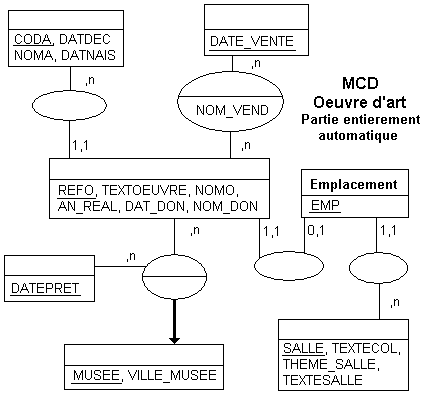 CODA, DATDEC
NOMA, DATNAIS
DATE_VENTE
,n
,n
NOM_VEND
MCD
Oeuvre d'art
Partie entierement
automatique
1,1
,n
REFO, TEXTOEUVRE, NOMO,
AN_REAL, DAT_DON, NOM_DON
Emplacement
EMP
,n
1,1
0,1
1,1
,n
DATEPRET
,n
SALLE, TEXTECOL,
THEME_SALLE,
TEXTESALLE
MUSEE, VILLE_MUSEE